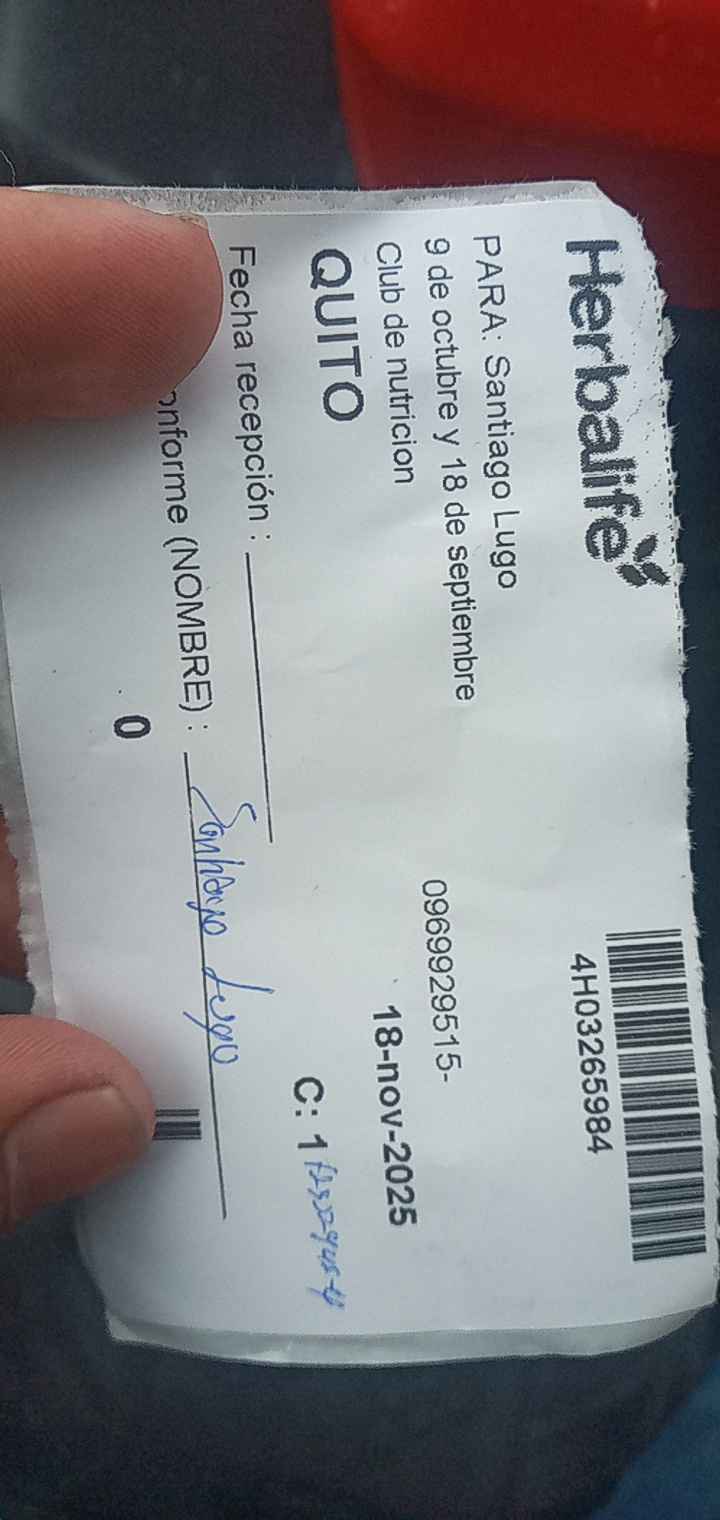 Herbalife
4H03265984
PARA: Santiago Lugo
9 de octubre y 18 de septiembre
0969929515-
Club de nutricion
18-nov-2025
QUITO
C: 1
Fecha recepción :
onforme (NOMBRE) : Santiago Lugo
0